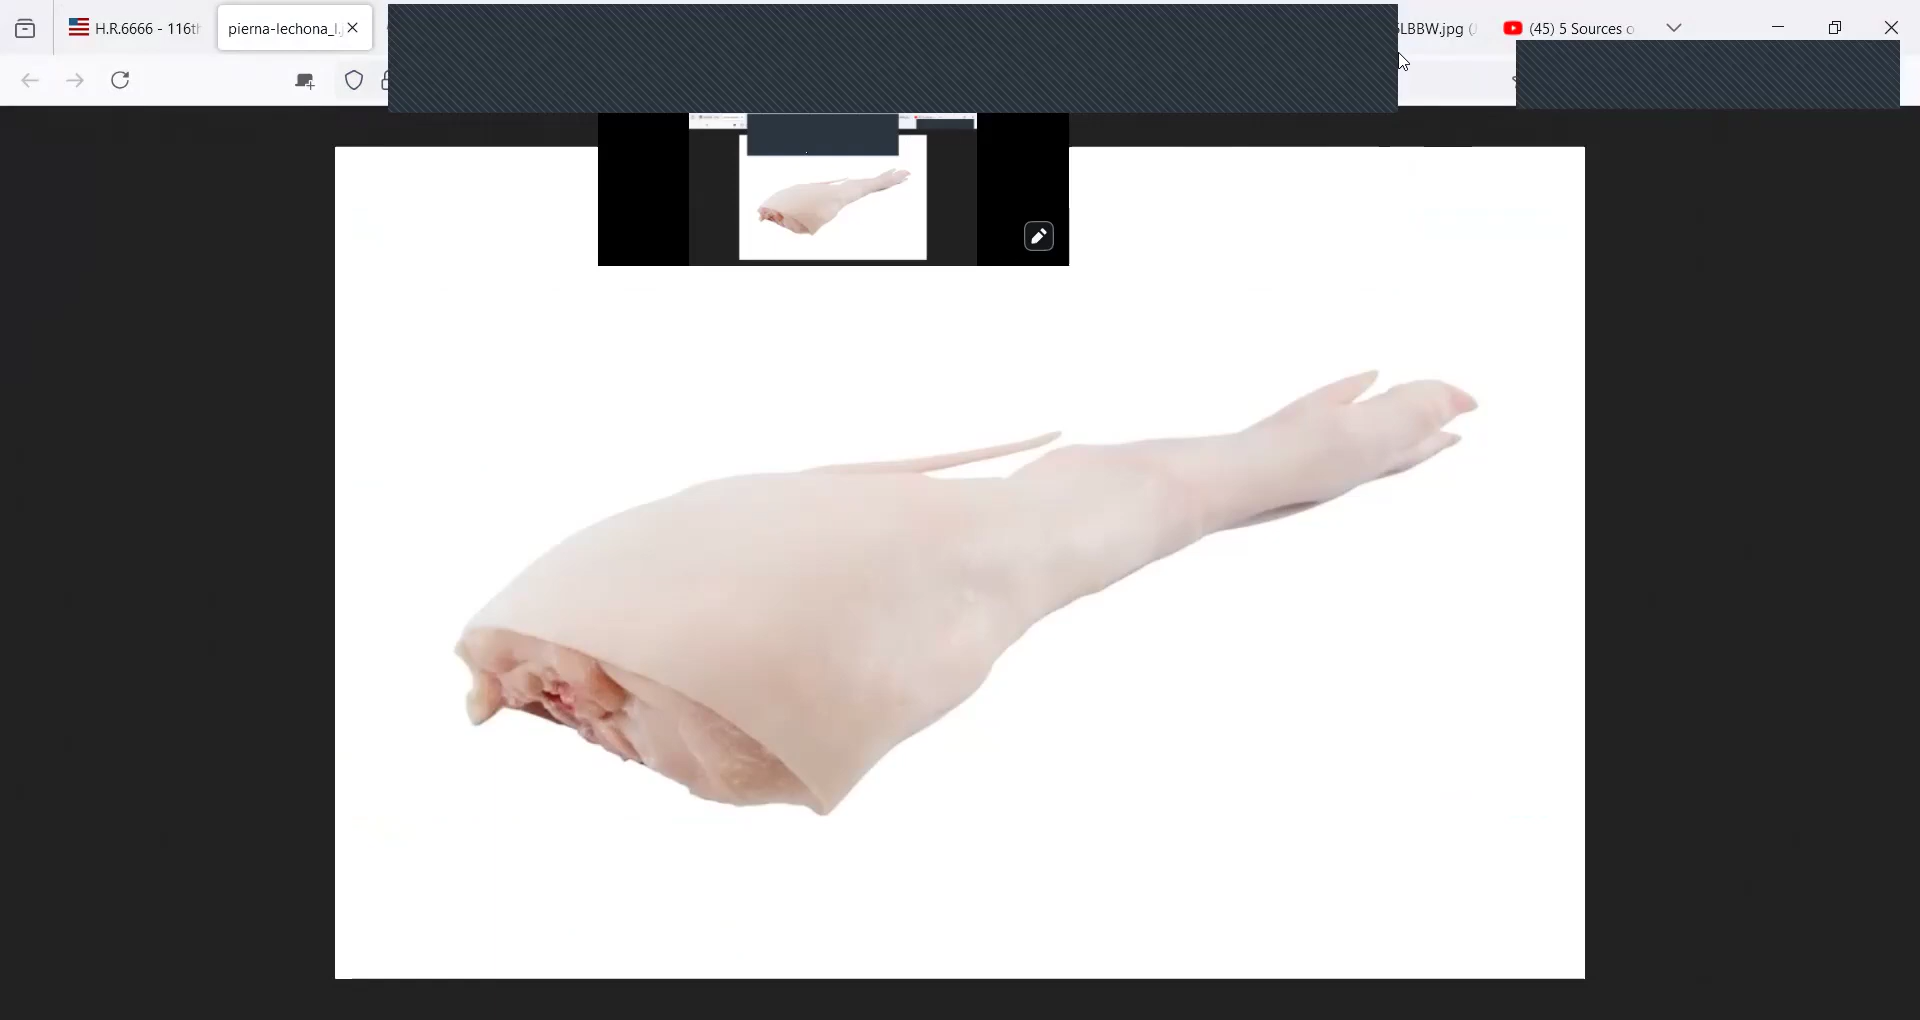 H.R.6666 - 116th
pierna-lechona_l.j
LBBW.jpg (J
(45) 5 Sources o